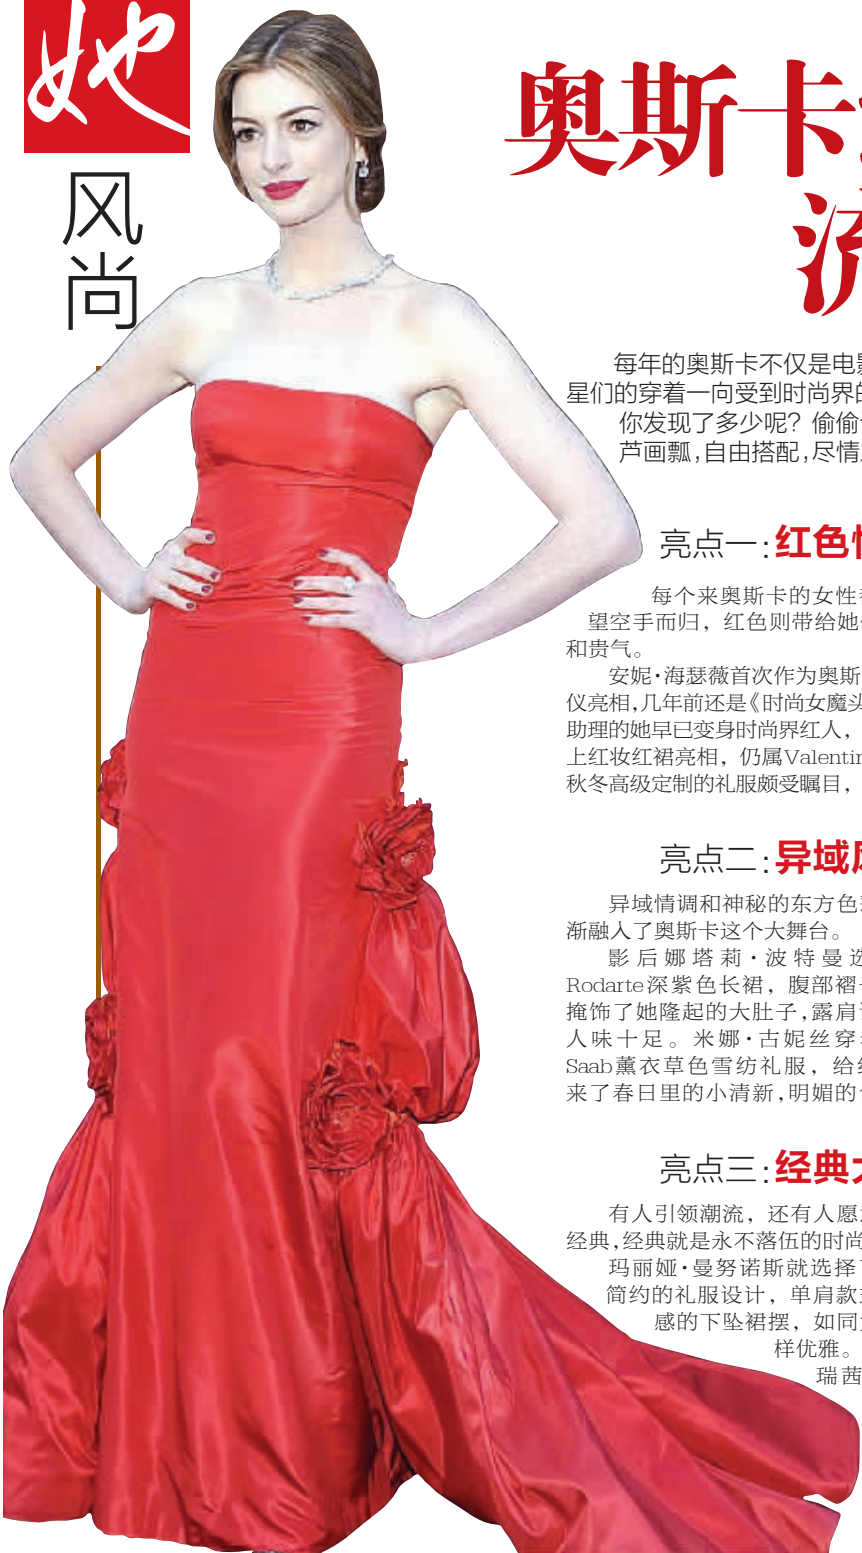 她
风尚
奥斯卡
流
每年的奥斯卡不仅是电影
星们的穿着一向受到时尚界的
你发现了多少呢？偷偷
芦画瓢,自由搭配,尽情
亮点一:红色情
每个来奥斯卡的女性都
望空手而归，红色则带给她们
和贵气。
安妮·海瑟薇首次作为奥斯
仪亮相,几年前还是《时尚女魔头
助理的她早已变身时尚界红人，
上红妆红裙亮相，仍属Valentin
秋冬高级定制的礼服颇受瞩目，
亮点二:异域风
异域情调和神秘的东方色彩
渐融入了奥斯卡这个大舞台。
影后娜塔莉·波特曼选
Rodarte深紫色长裙，腹部褶
掩饰了她隆起的大肚子,露肩设
人味十足。米娜·古妮丝穿
Saab薰衣草色雪纺礼服，给红
来了春日里的小清新,明媚的
亮点三:经典大
有人引领潮流，还有人愿
经典,经典就是永不落伍的时尚
玛丽娅·曼努诺斯就选择了
简约的礼服设计，单肩款式
感的下坠裙摆，如同
样优雅。
瑞茜